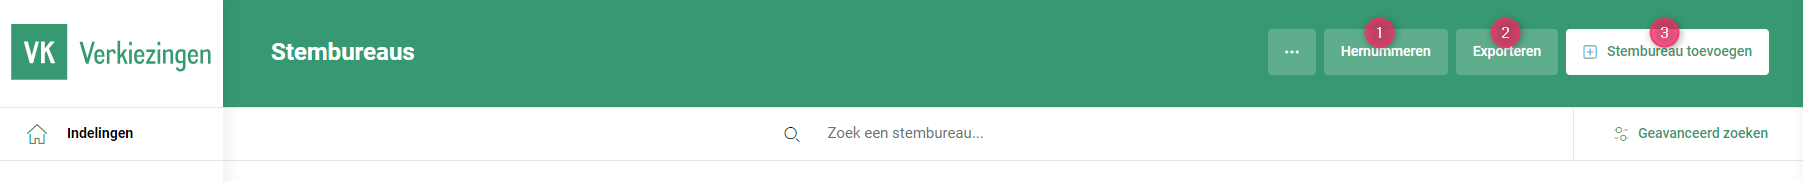 VK Verkiezingen
Stembureaus
... 1 Hernummeren 2 Exporteren 3 Stembureau toevoegen
Indelingen
Zoek een stembureau...
Geavanceerd zoeken